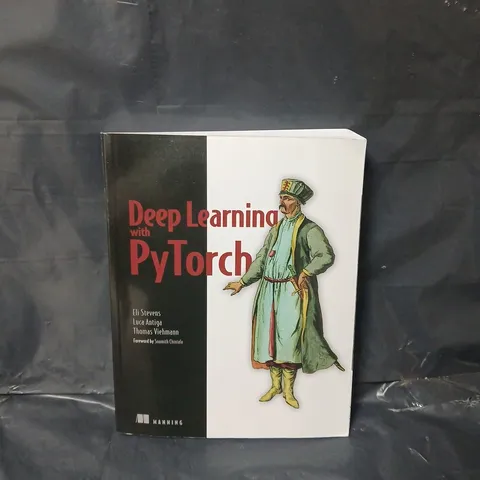 Deep Learning
with
PyTorch
Eli Stevens
Luca Antiga
Thomas Viehmann
Foreword by Soumith Chintala
MANNING